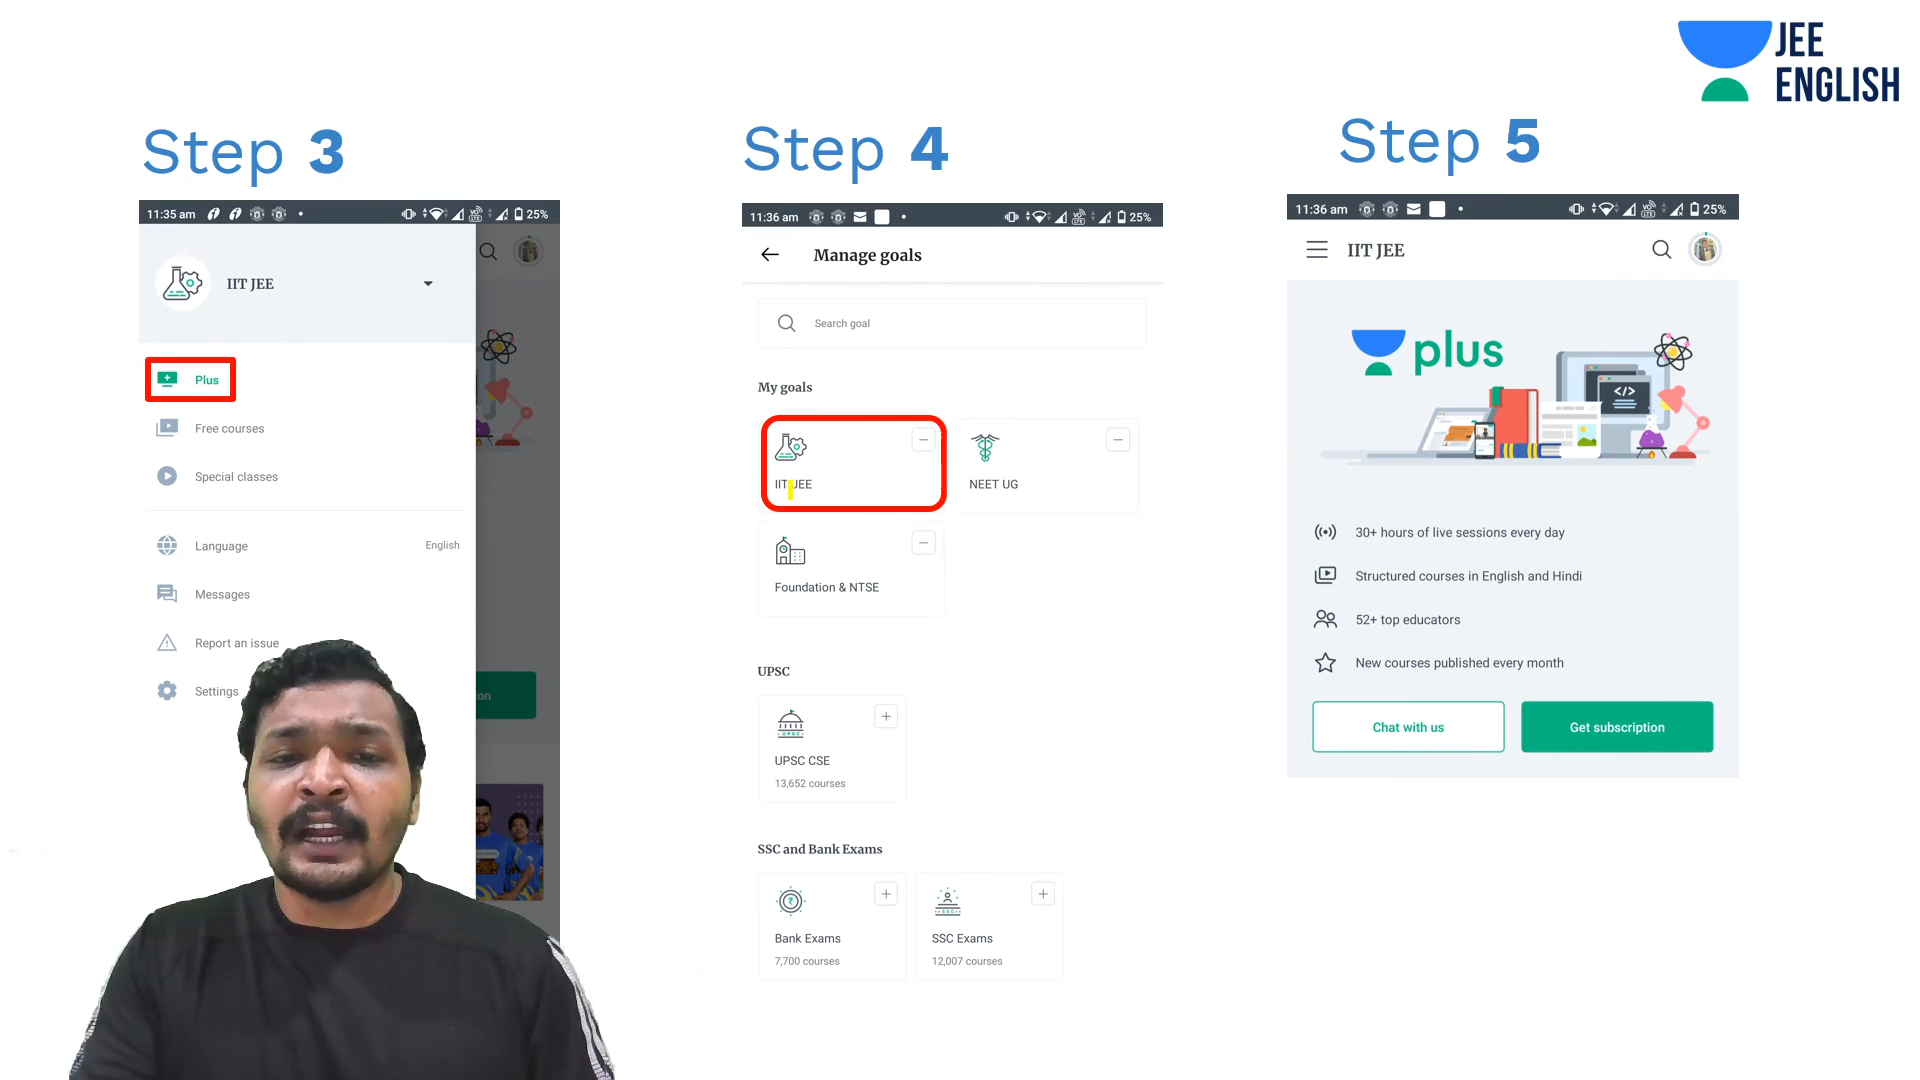 JEE
ENGLISH
Step 3
Step 4
Step 5
11:35 am
25%
IIT JEE
Plus
Free courses
Special classes
Language
English
Messages
Report an issue
Settings
on
11:36 am
25%
Manage goals
Search goal
My goals
IIT JEE
NEET UG
Foundation & NTSE
UPSC
UPSC
UPSC CSE
13,652 courses
SSC and Bank Exams
Bank Exams
7,700 courses
SSC
SSC Exams
12,007 courses
11:36 am
25%
IIT JEE
plus
30+ hours of live sessions every day
Structured courses in English and Hindi
52+ top educators
New courses published every month
Chat with us
Get subscription